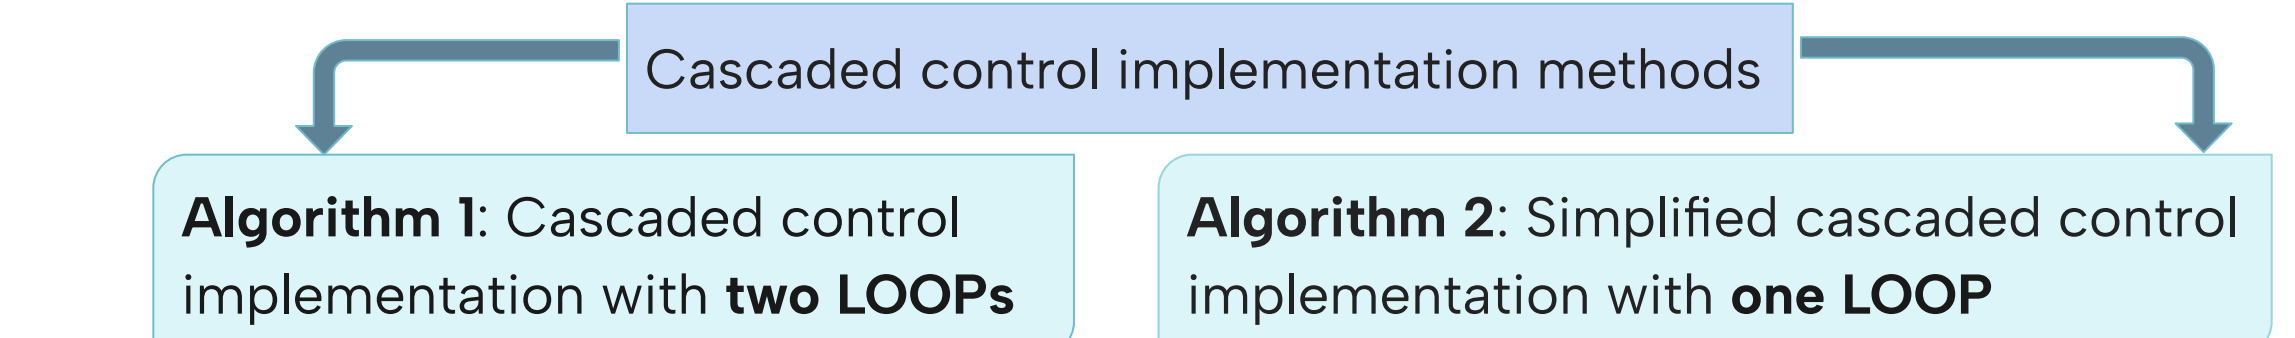 Cascaded control implementation methods
Algorithm 1: Cascaded control
implementation with two LOOPs
Algorithm 2: Simplified cascaded control
implementation with one LOOP